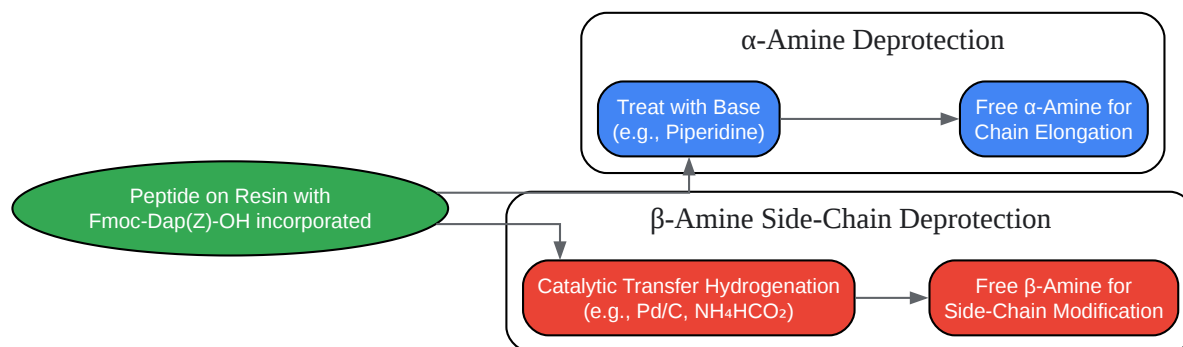 α-Amine Deprotection
Treat with Base
(e.g., Piperidine)
Free α-Amine for
Chain Elongation
Peptide on Resin with
Fmoc-Dap(Z)-OH incorporated
β-Amine Side-Chain Deprotection
Catalytic Transfer Hydrogenation
(e.g., Pd/C, NH₄HCO₂)
Free β-Amine for
Side-Chain Modification